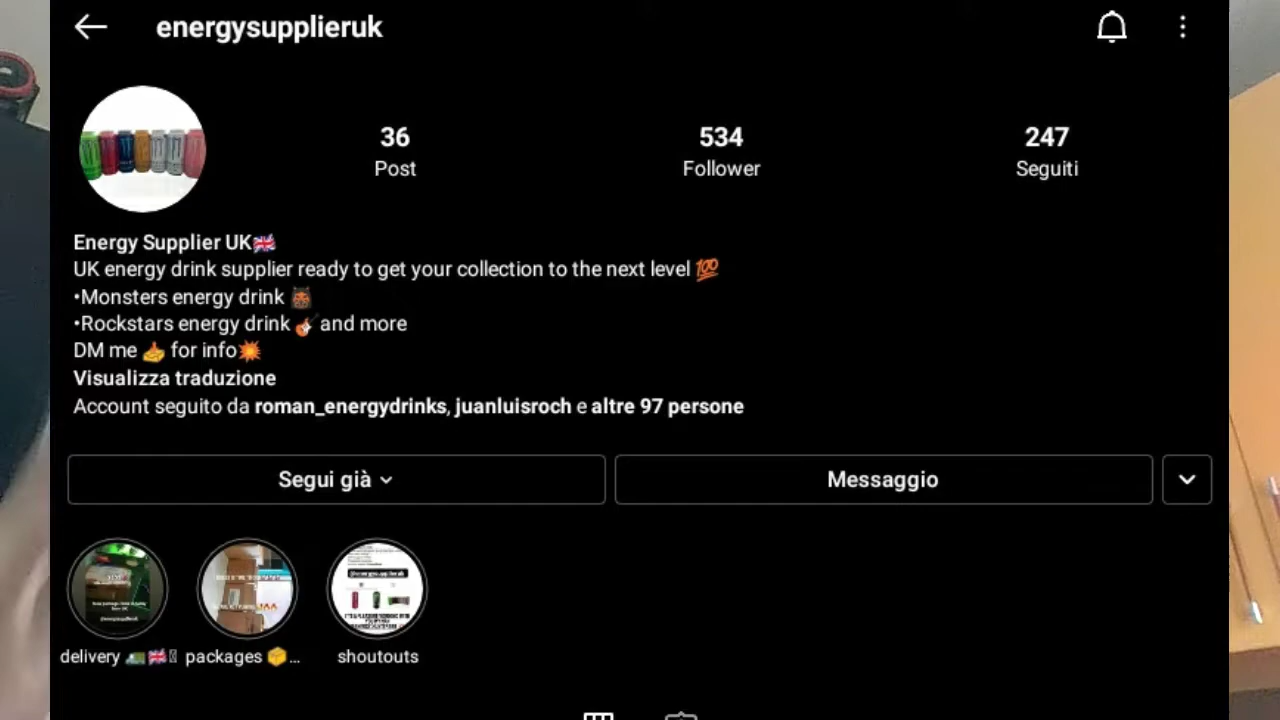 energysupplieruk
36
Post
534
Follower
247
Seguiti
Energy Supplier UK🇬🇧
UK energy drink supplier ready to get your collection to the next level 💯
•Monsters energy drink 👹
•Rockstars energy drink 🎸and more
DM me 📥 for info💥
Visualizza traduzione
Account seguito da roman_energydrinks, juanluisroch e altre 97 persone
Segui già
Messaggio
delivery 🚛🇬🇧
packages 📦...
shoutouts